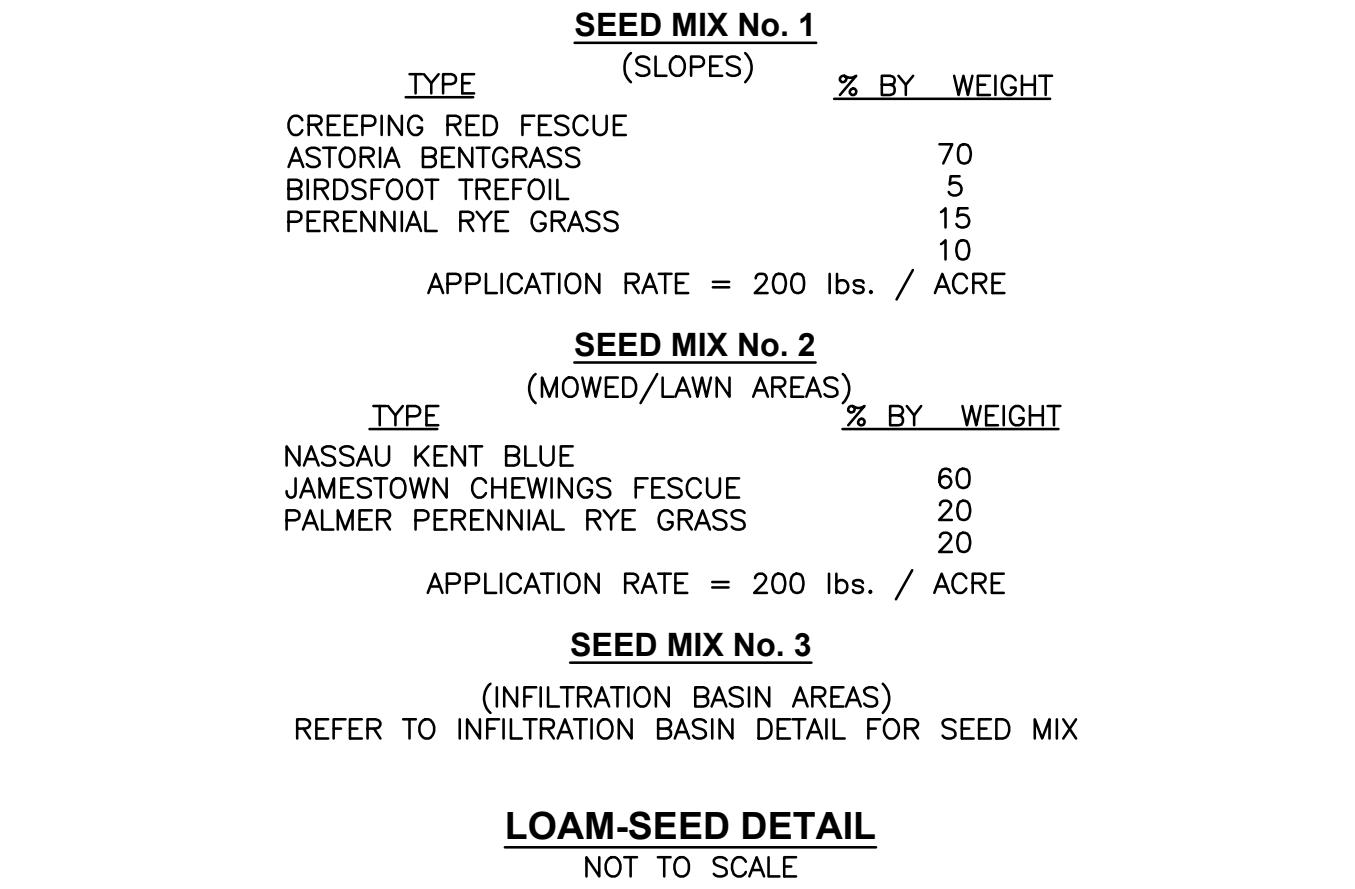 SEED MIX No. 1
(SLOPES)
TYPE % BY WEIGHT
CREEPING RED FESCUE
ASTORIA BENTGRASS 70
BIRDSFOOT TREFOIL 5
PERENNIAL RYE GRASS 15
10
APPLICATION RATE = 200 lbs. / ACRE
SEED MIX No. 2
(MOWED/LAWN AREAS)
TYPE % BY WEIGHT
NASSAU KENT BLUE
JAMESTOWN CHEWINGS FESCUE 60
PALMER PERENNIAL RYE GRASS 20
20
APPLICATION RATE = 200 lbs. / ACRE
SEED MIX No. 3
(INFILTRATION BASIN AREAS)
REFER TO INFILTRATION BASIN DETAIL FOR SEED MIX
LOAM-SEED DETAIL
NOT TO SCALE